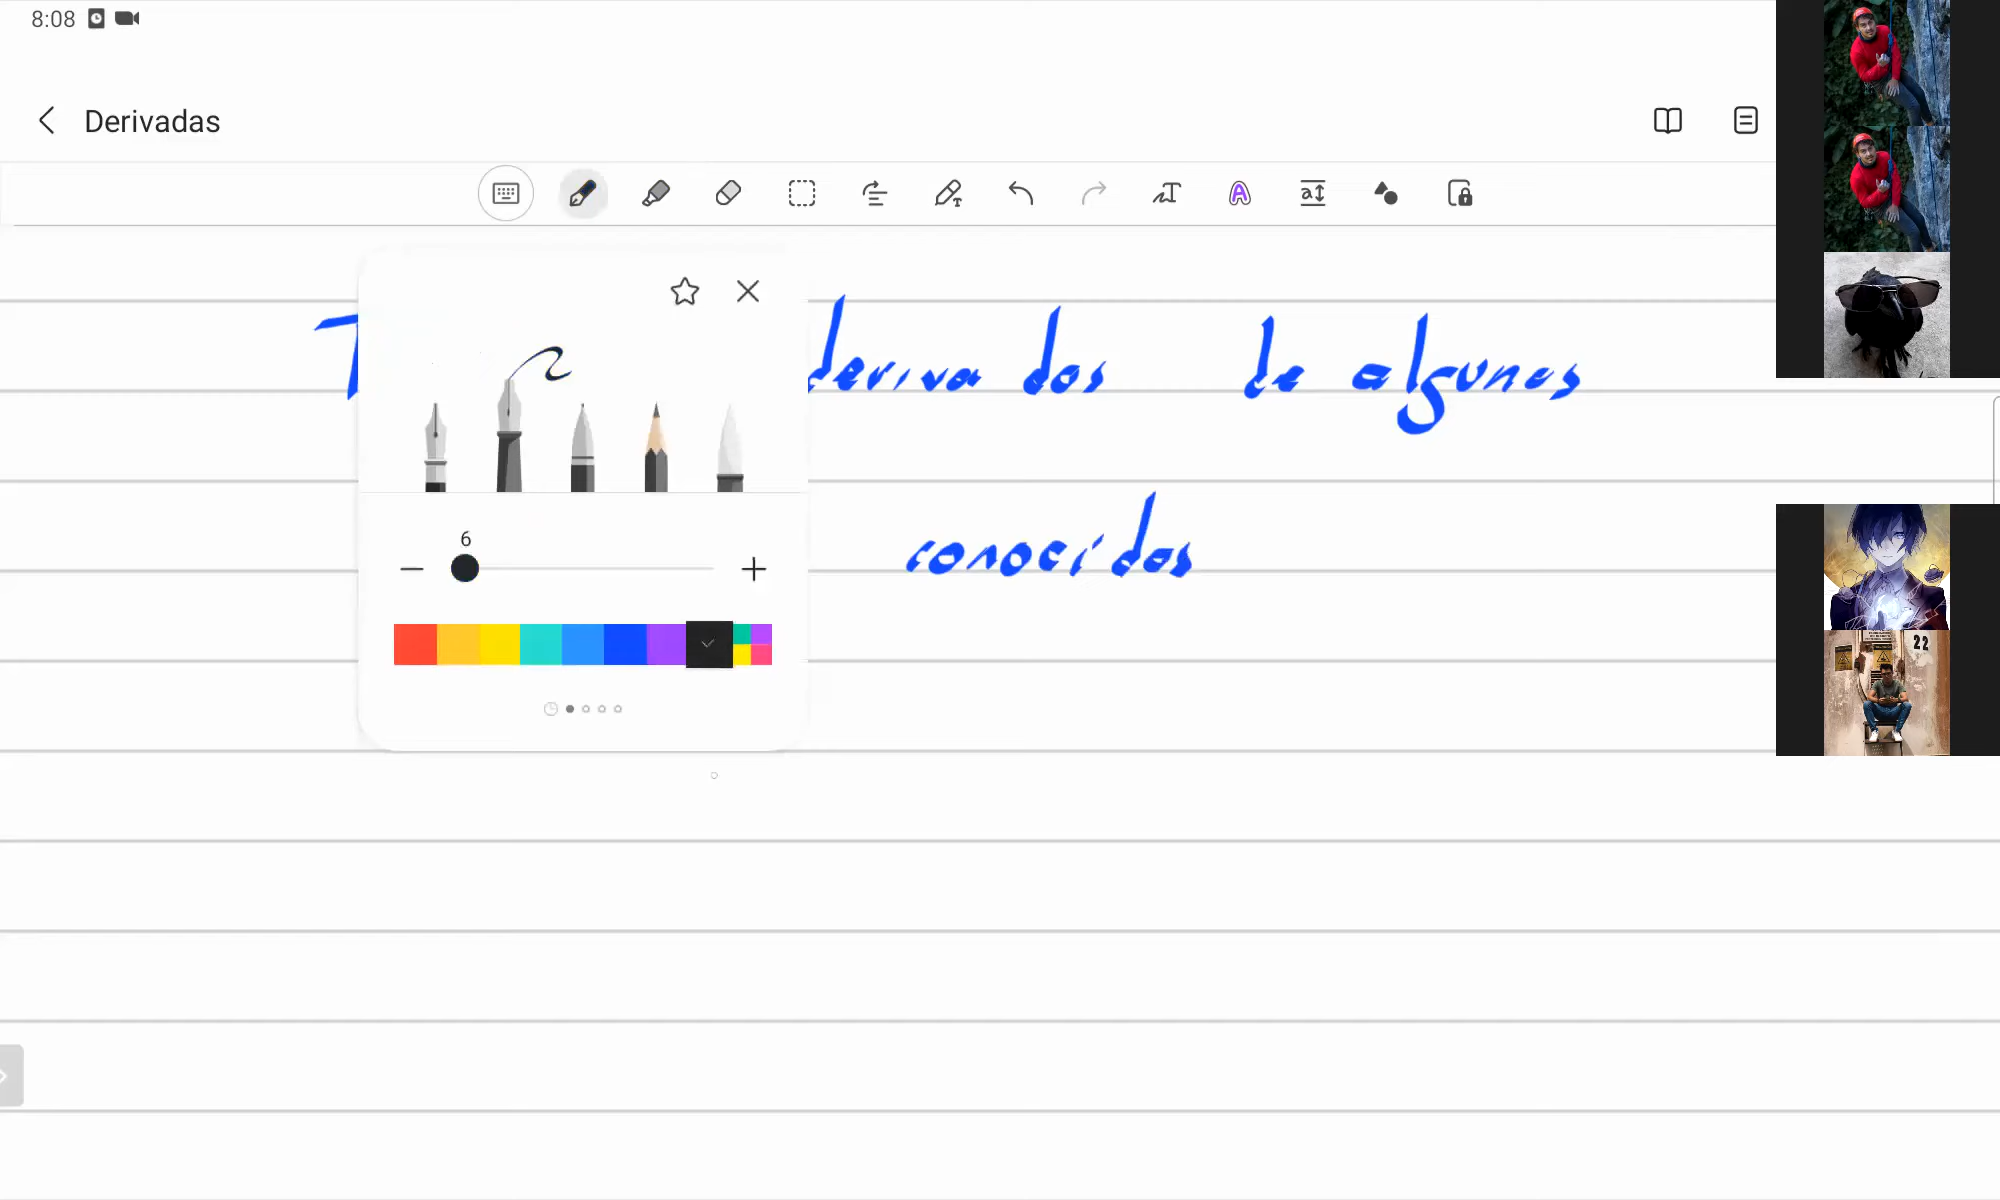 8:08
Derivadas
T derivadas de algunas
conocidas
6
22